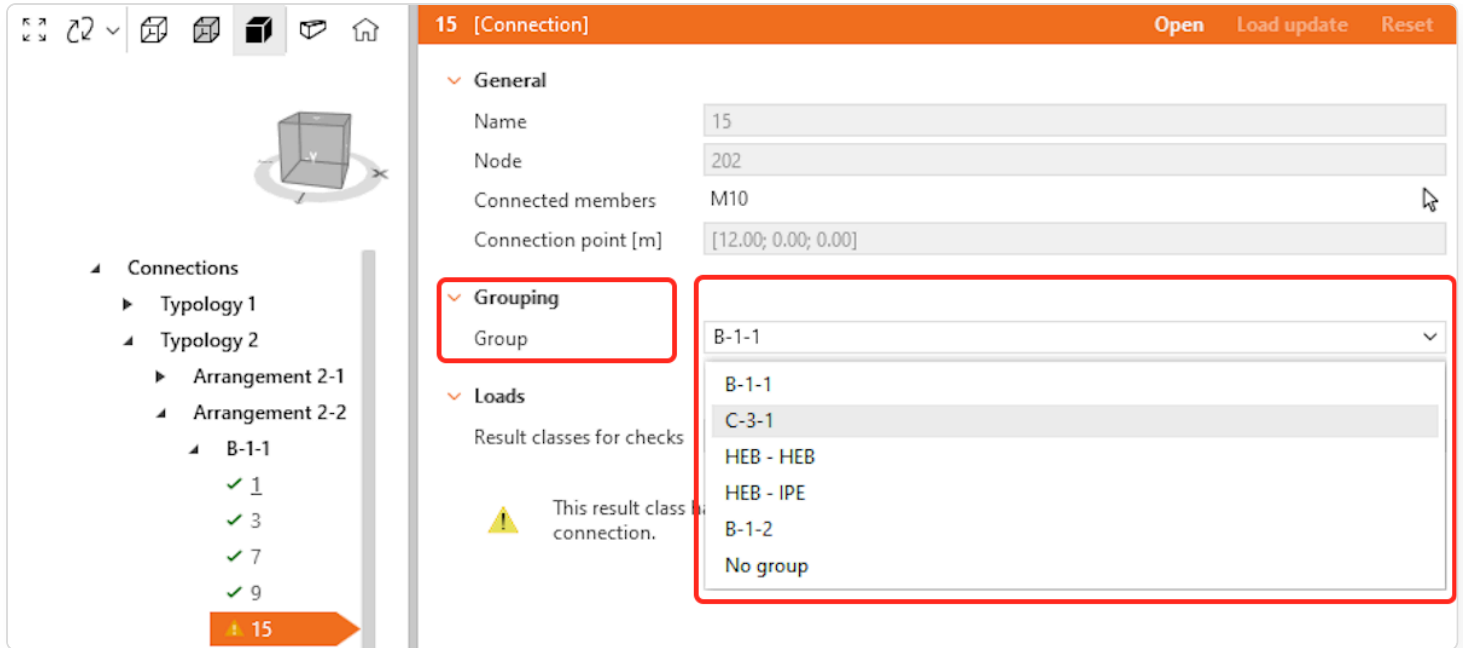 15 [Connection]
Open Load update Reset
General
Name 15
Node 202
Connected members M10
Connection point [m] [12.00; 0.00; 0.00]
Grouping
Group B-1-1
B-1-1
C-3-1
HEB - HEB
HEB - IPE
B-1-2
No group
Loads
Result classes for checks
This result class
connection.
Connections
Typology 1
Typology 2
Arrangement 2-1
Arrangement 2-2
B-1-1
1
3
7
9
15